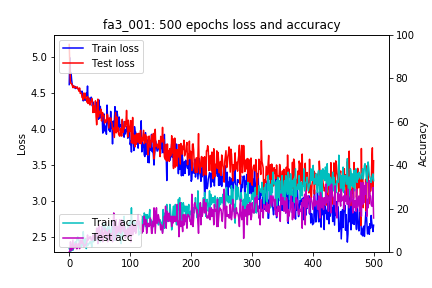 fa3_001: 500 epochs loss and accuracy
Train loss
Test loss
Train acc
Test acc
Loss
Accuracy
5.0
4.5
4.0
3.5
3.0
2.5
100
80
60
40
20
0
0 100 200 300 400 500